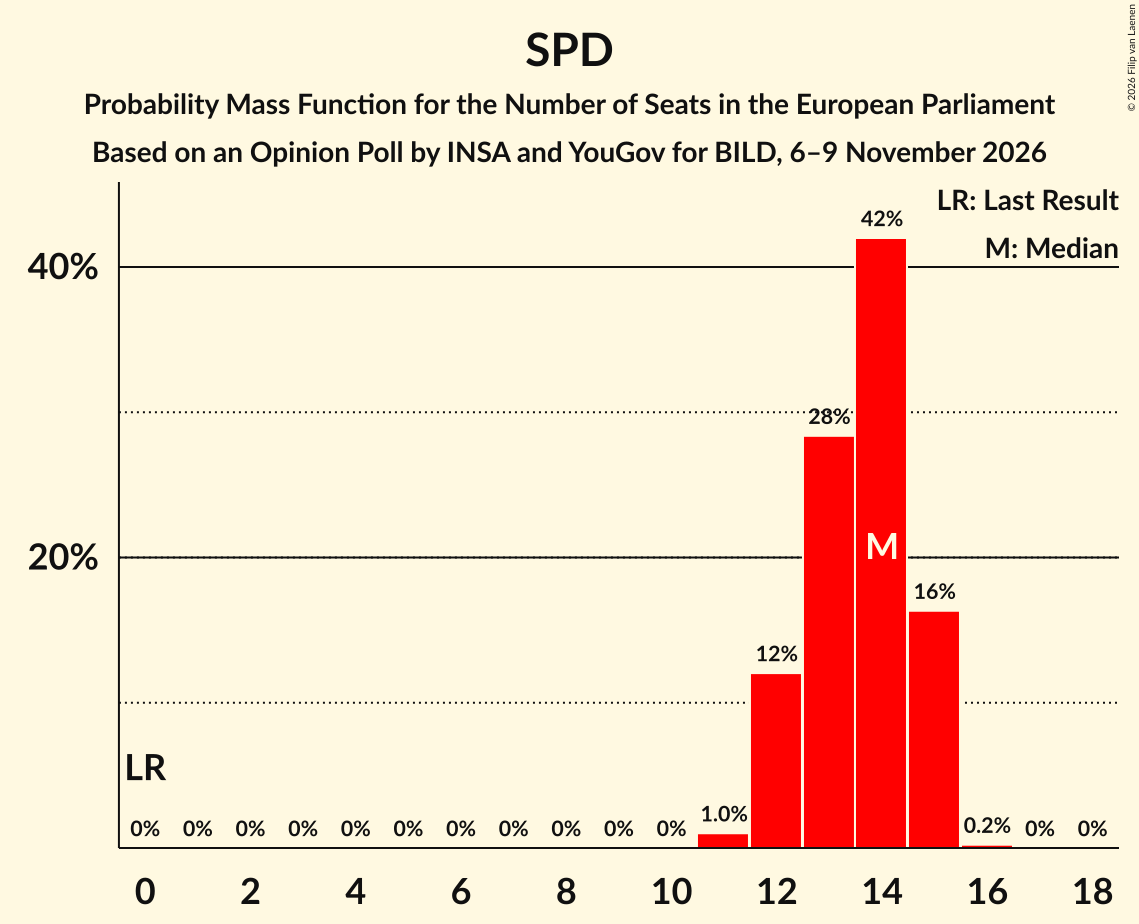 SPD
Probability Mass Function for the Number of Seats in the European Parliament
Based on an Opinion Poll by INSA and YouGov for BILD, 6–9 November 2026
© 2026 Filip van Laenen
LR: Last Result
M: Median
40%
20%
42%
28%
M
16%
12%
LR
0% 0% 0% 0% 0% 0% 0% 0% 0% 0% 0% 1.0% 0.2% 0% 0%
0 2 4 6 8 10 12 14 16 18